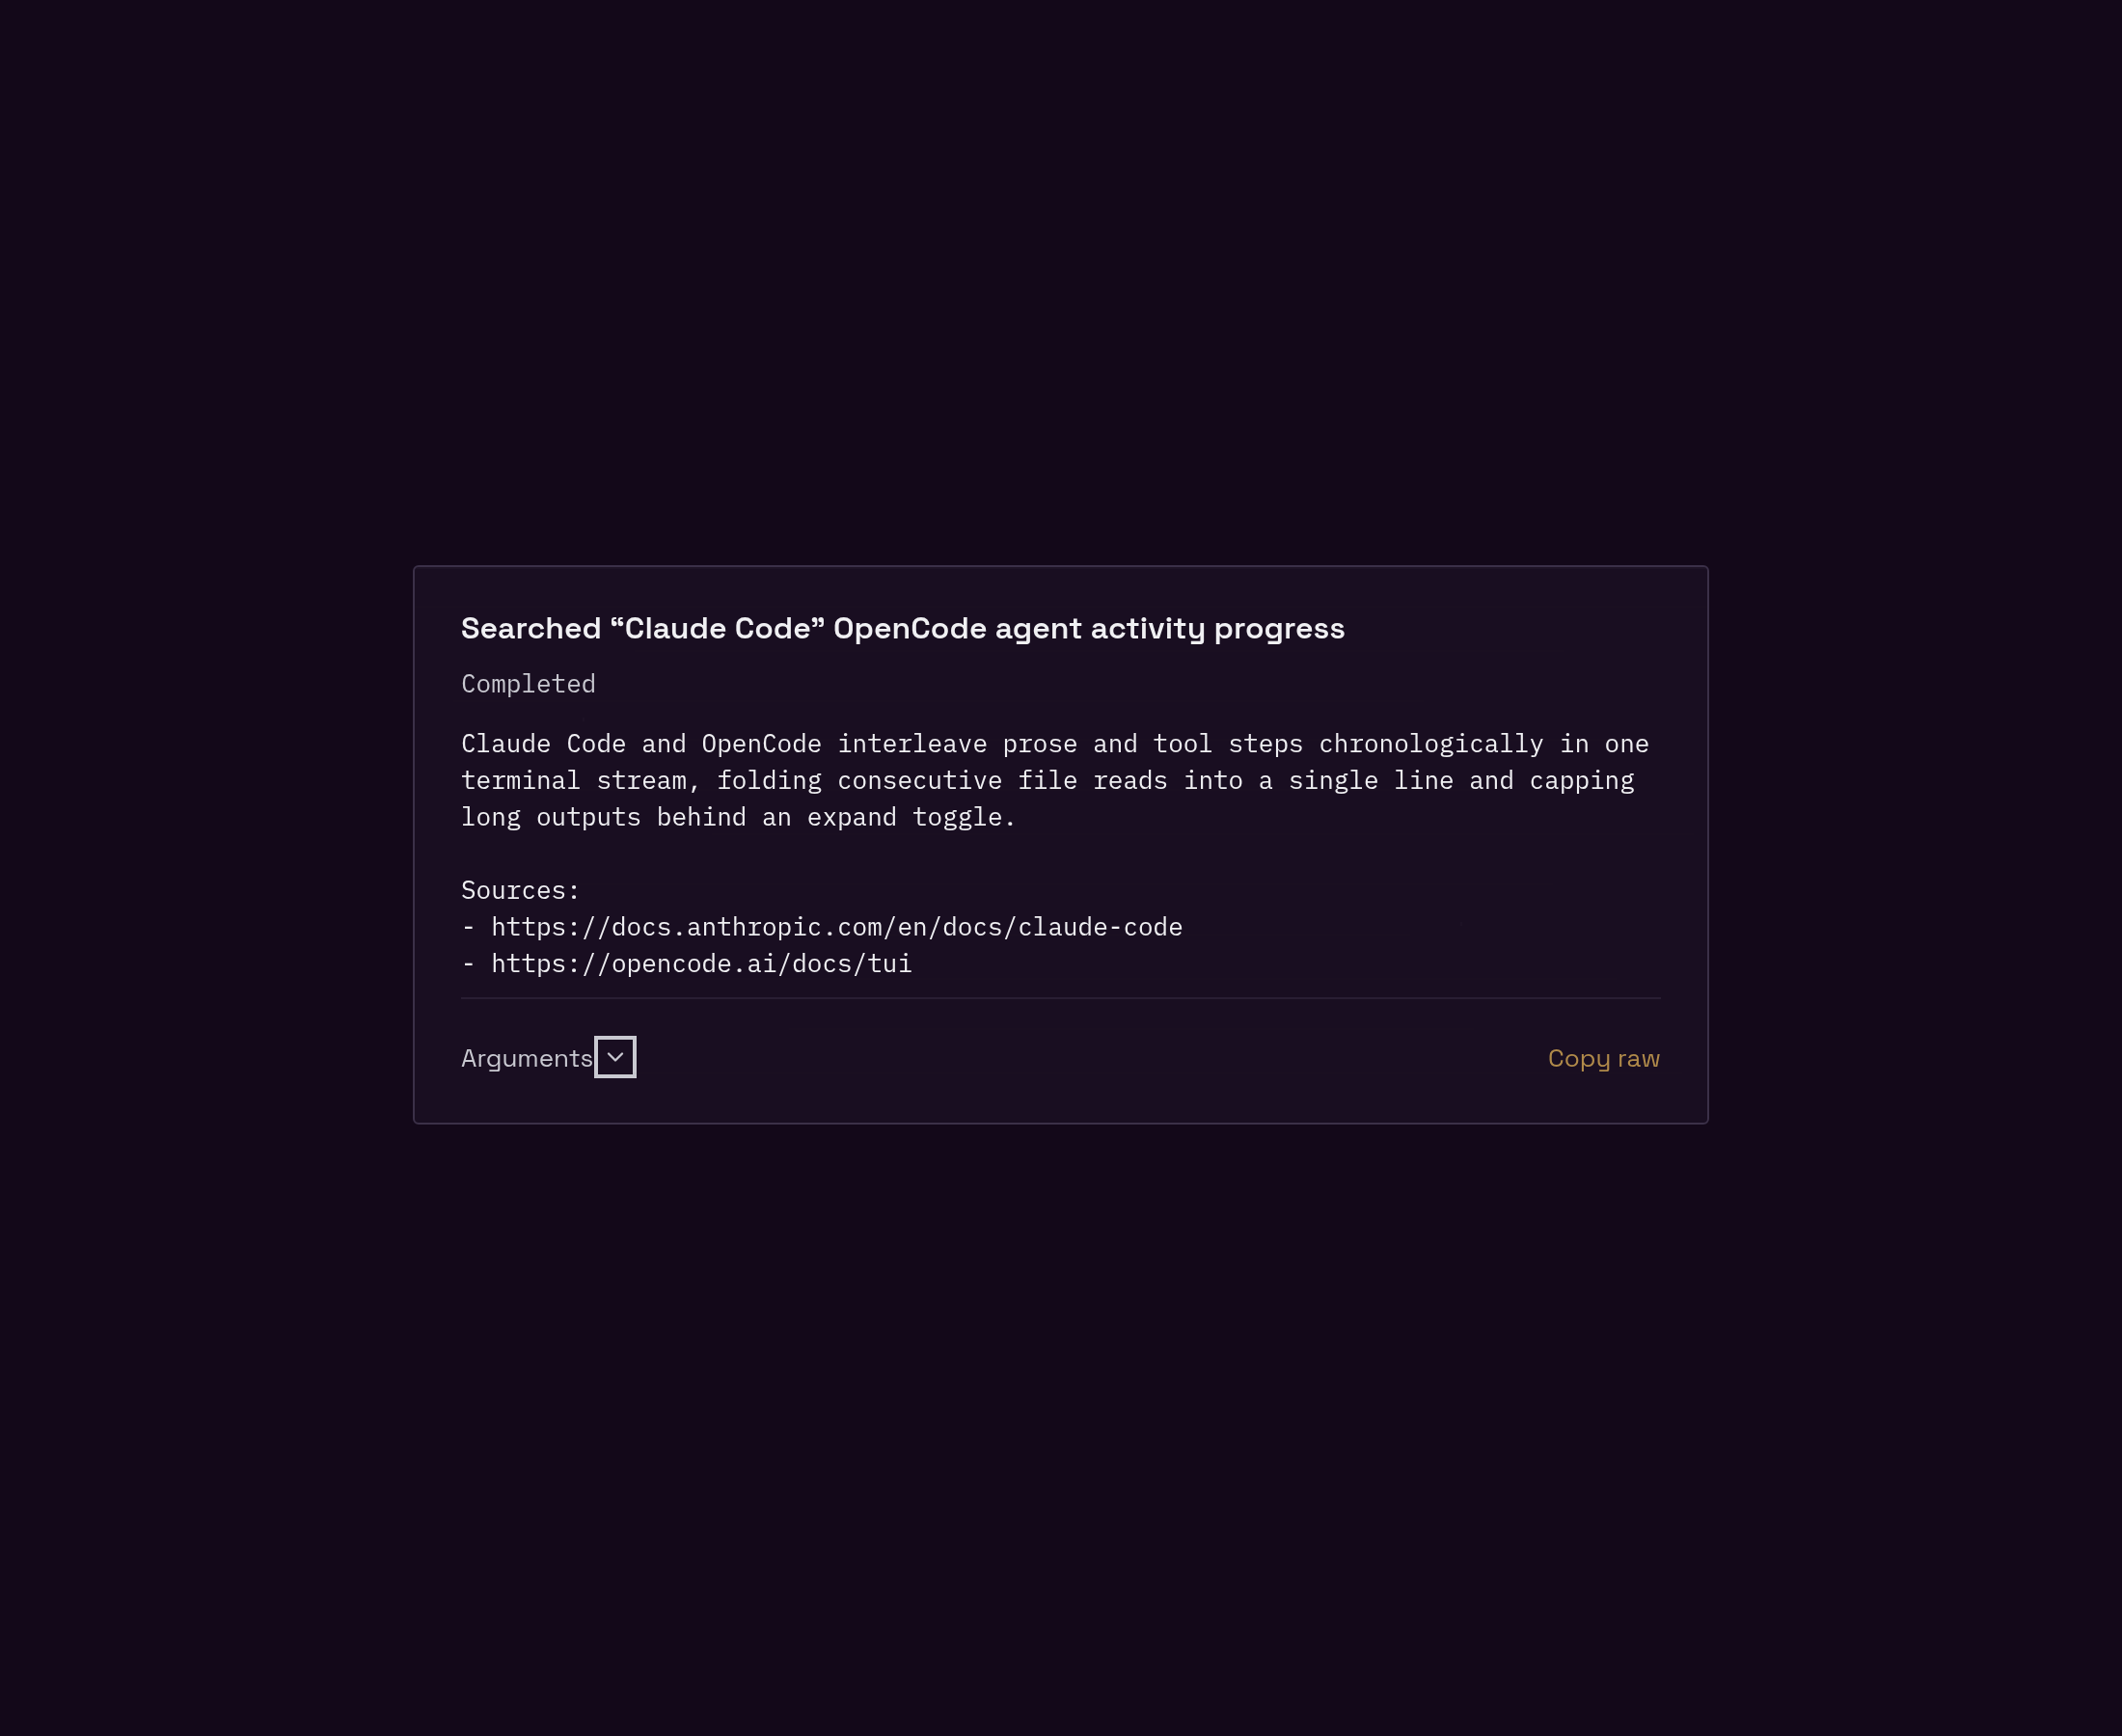 Searched “Claude Code” OpenCode agent activity progress
Completed
Claude Code and OpenCode interleave prose and tool steps chronologically in one
terminal stream, folding consecutive file reads into a single line and capping
long outputs behind an expand toggle.
Sources:
- https://docs.anthropic.com/en/docs/claude-code
- https://opencode.ai/docs/tui
Arguments
Copy raw